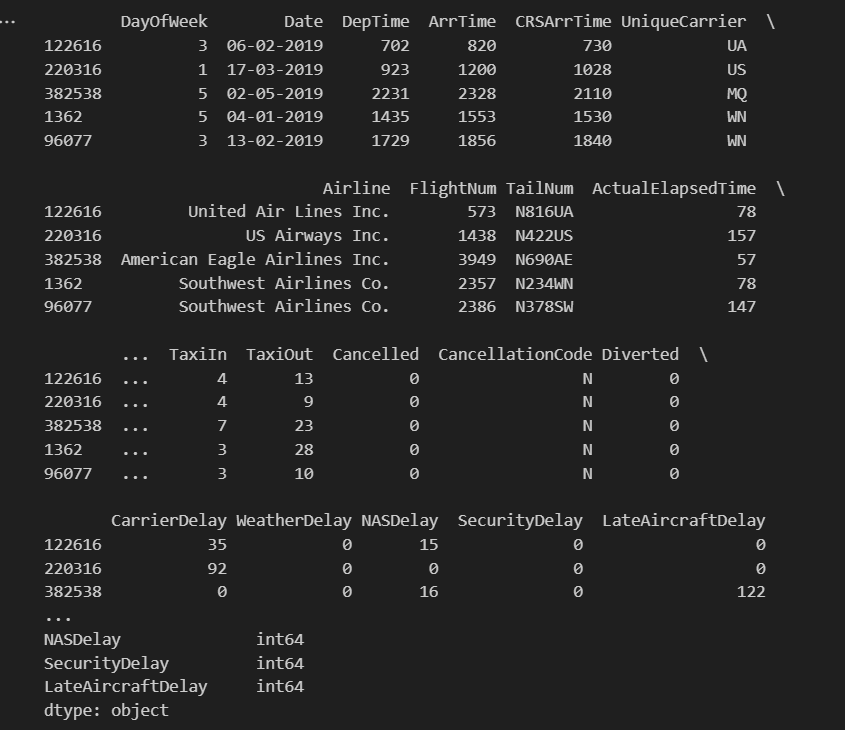 ...
DayOfWeek Date DepTime ArrTime CRSArrTime UniqueCarrier \
122616 3 06-02-2019 702 820 730 UA
220316 1 17-03-2019 923 1200 1028 US
382538 5 02-05-2019 2231 2328 2110 MQ
1362 5 04-01-2019 1435 1553 1530 WN
96077 3 13-02-2019 1729 1856 1840 WN
Airline FlightNum TailNum ActualElapsedTime \
122616 United Air Lines Inc. 573 N816UA 78
220316 US Airways Inc. 1438 N422US 157
382538 American Eagle Airlines Inc. 3949 N690AE 57
1362 Southwest Airlines Co. 2357 N234WN 78
96077 Southwest Airlines Co. 2386 N378SW 147
... TaxiIn TaxiOut Cancelled CancellationCode Diverted \
122616 ... 4 13 0 N 0
220316 ... 4 9 0 N 0
382538 ... 7 23 0 N 0
1362 ... 3 28 0 N 0
96077 ... 3 10 0 N 0
CarrierDelay WeatherDelay NASDelay SecurityDelay LateAircraftDelay
122616 35 0 15 0 0
220316 92 0 0 0 0
382538 0 0 16 0 122
...
NASDelay int64
SecurityDelay int64
LateAircraftDelay int64
dtype: object